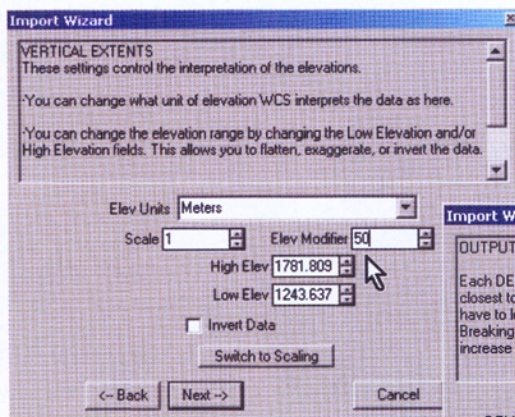 Import Wizard
VERTICAL EXTENTS
These settings control the interpretation of the elevations.
·You can change what unit of elevation WCS interprets the data as here.
·You can change the elevation range by changing the Low Elevation and/or
High Elevation fields. This allows you to flatten, exaggerate, or invert the data.
Elev Units Meters
Scale 1 Elev Modifier 50
High Elev 1781.809
Low Elev 1243.637
Invert Data
Switch to Scaling
<-- Back Next --> Cancel
Import W
OUTPUT
Each DE
closest to
have to
Breaking
increase